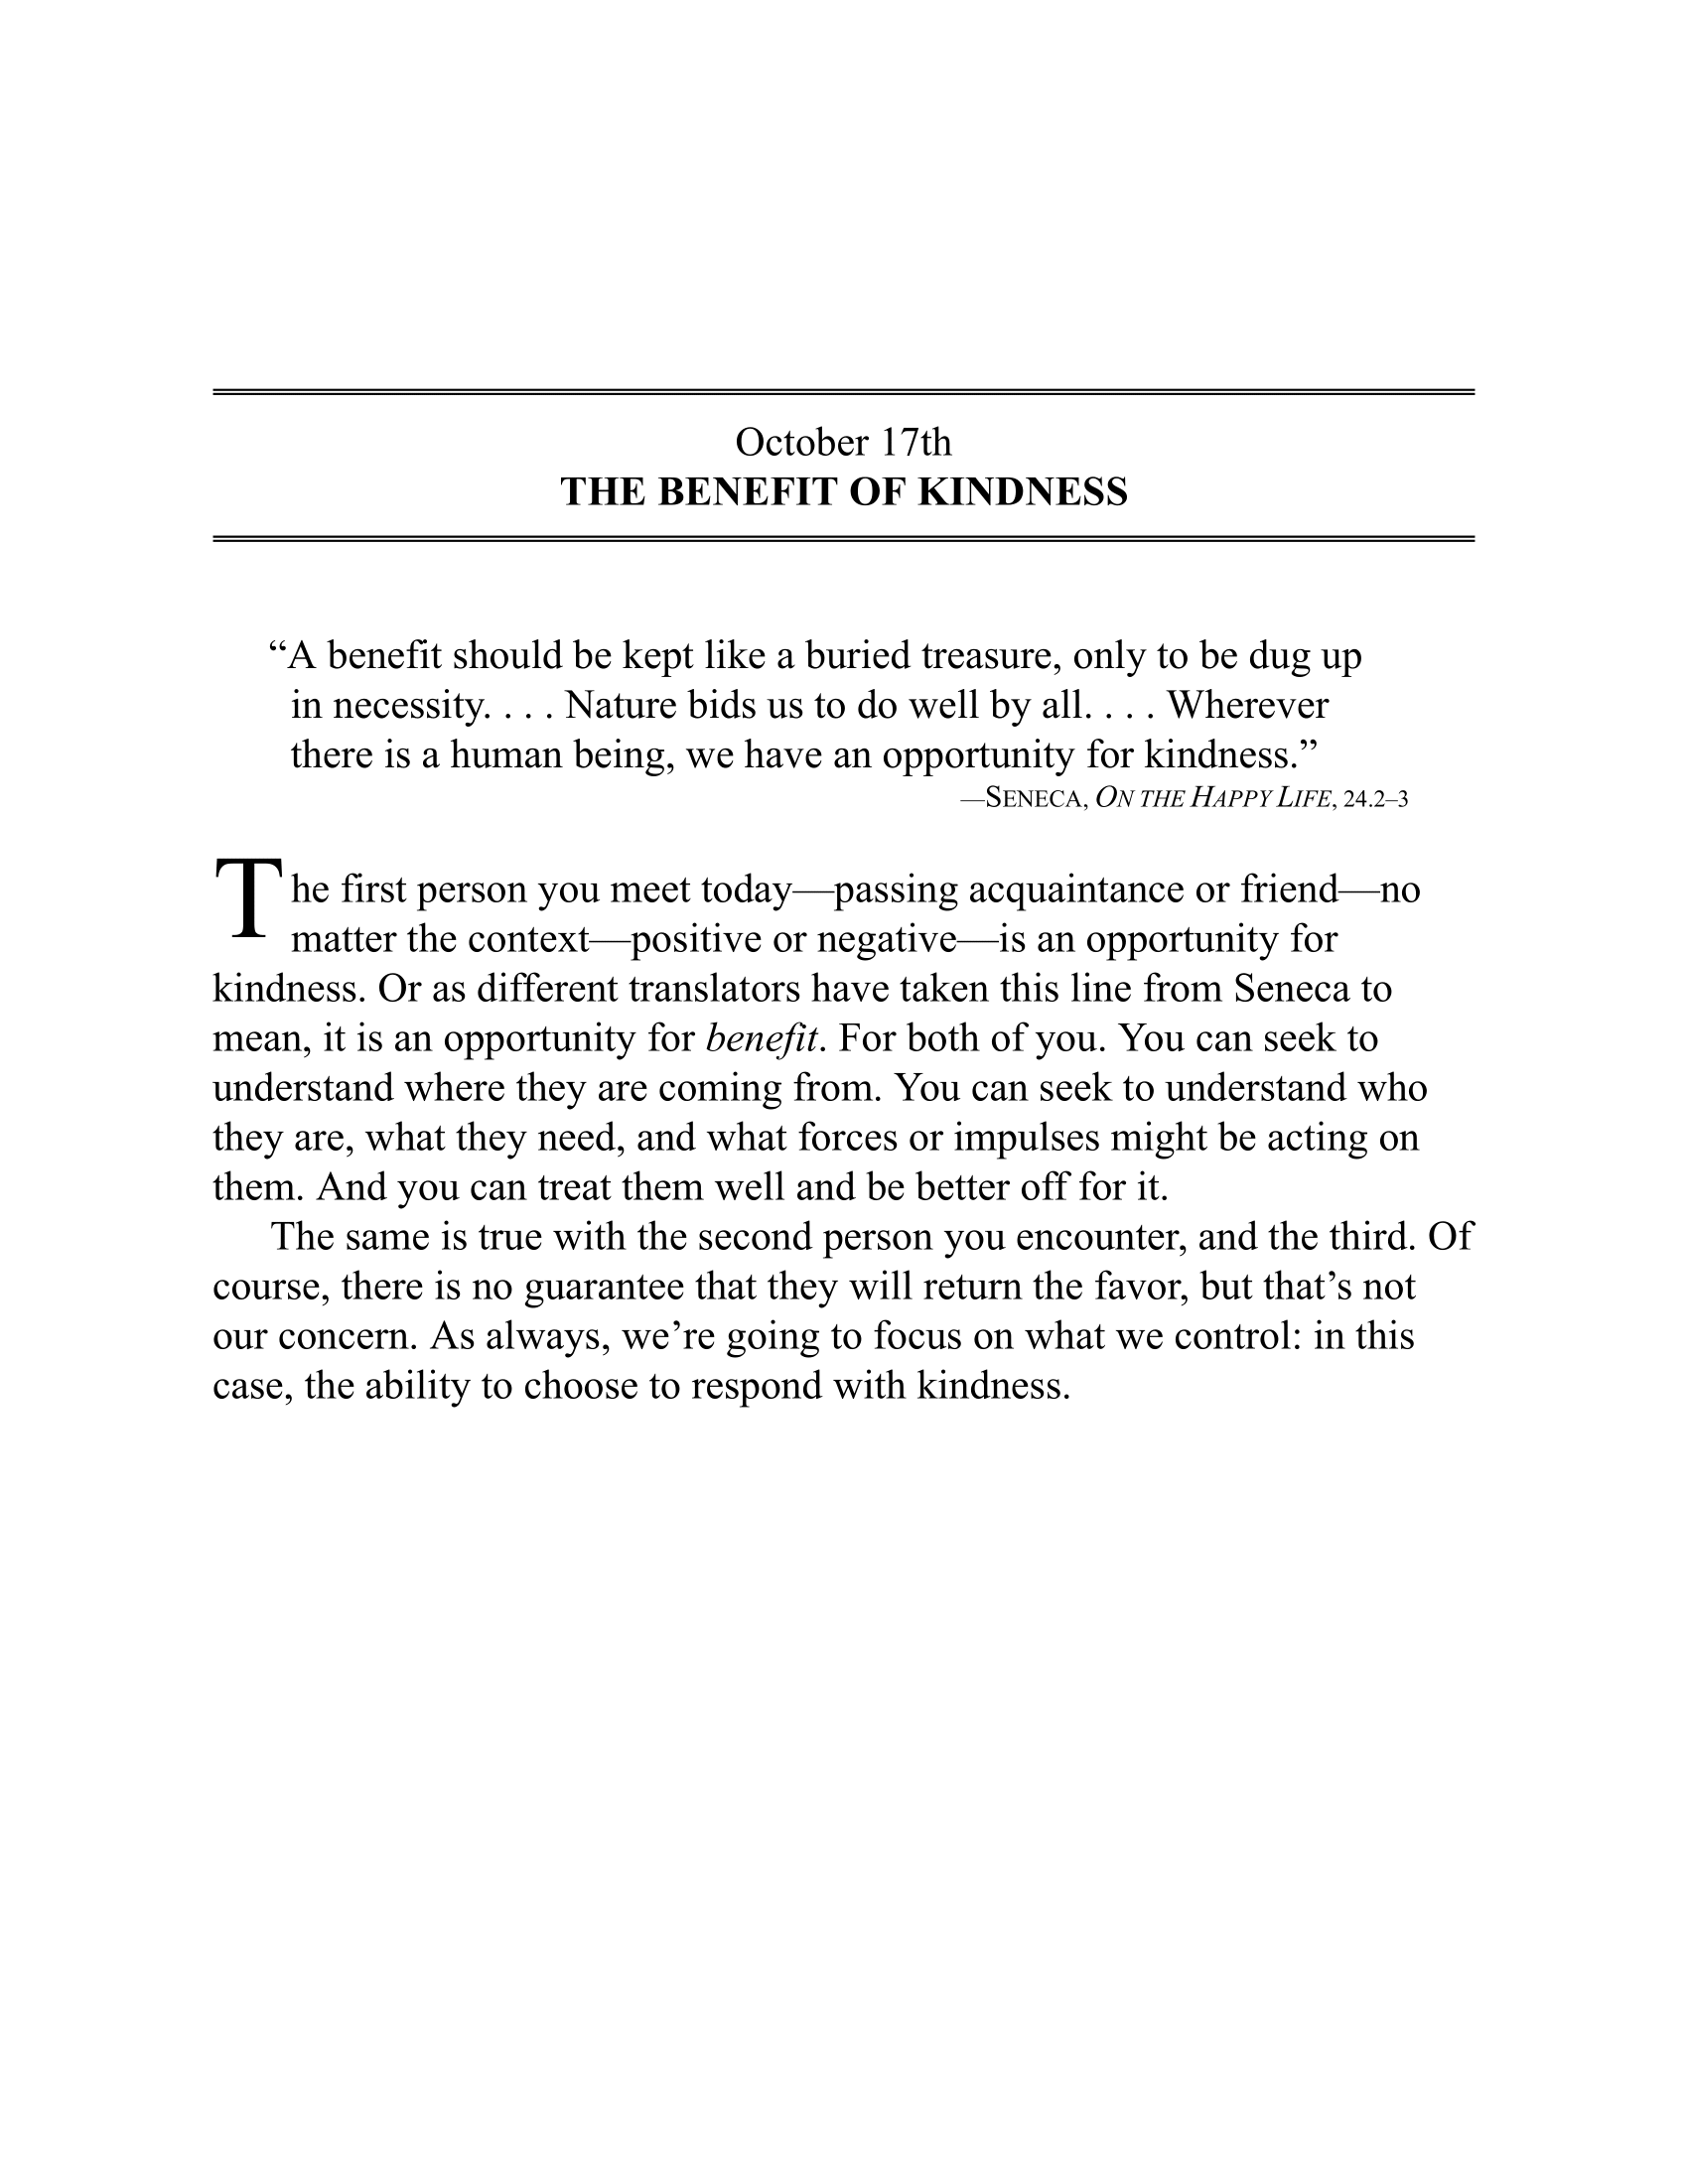 October 17th
THE BENEFIT OF KINDNESS
“A benefit should be kept like a buried treasure, only to be dug up
in necessity. . . . Nature bids us to do well by all. . . . Wherever
there is a human being, we have an opportunity for kindness.”
—SENECA, ON THE HAPPY LIFE, 24.2–3
The first person you meet today—passing acquaintance or friend—no
matter the context—positive or negative—is an opportunity for
kindness. Or as different translators have taken this line from Seneca to
mean, it is an opportunity for benefit. For both of you. You can seek to
understand where they are coming from. You can seek to understand who
they are, what they need, and what forces or impulses might be acting on
them. And you can treat them well and be better off for it.
The same is true with the second person you encounter, and the third. Of
course, there is no guarantee that they will return the favor, but that’s not
our concern. As always, we’re going to focus on what we control: in this
case, the ability to choose to respond with kindness.